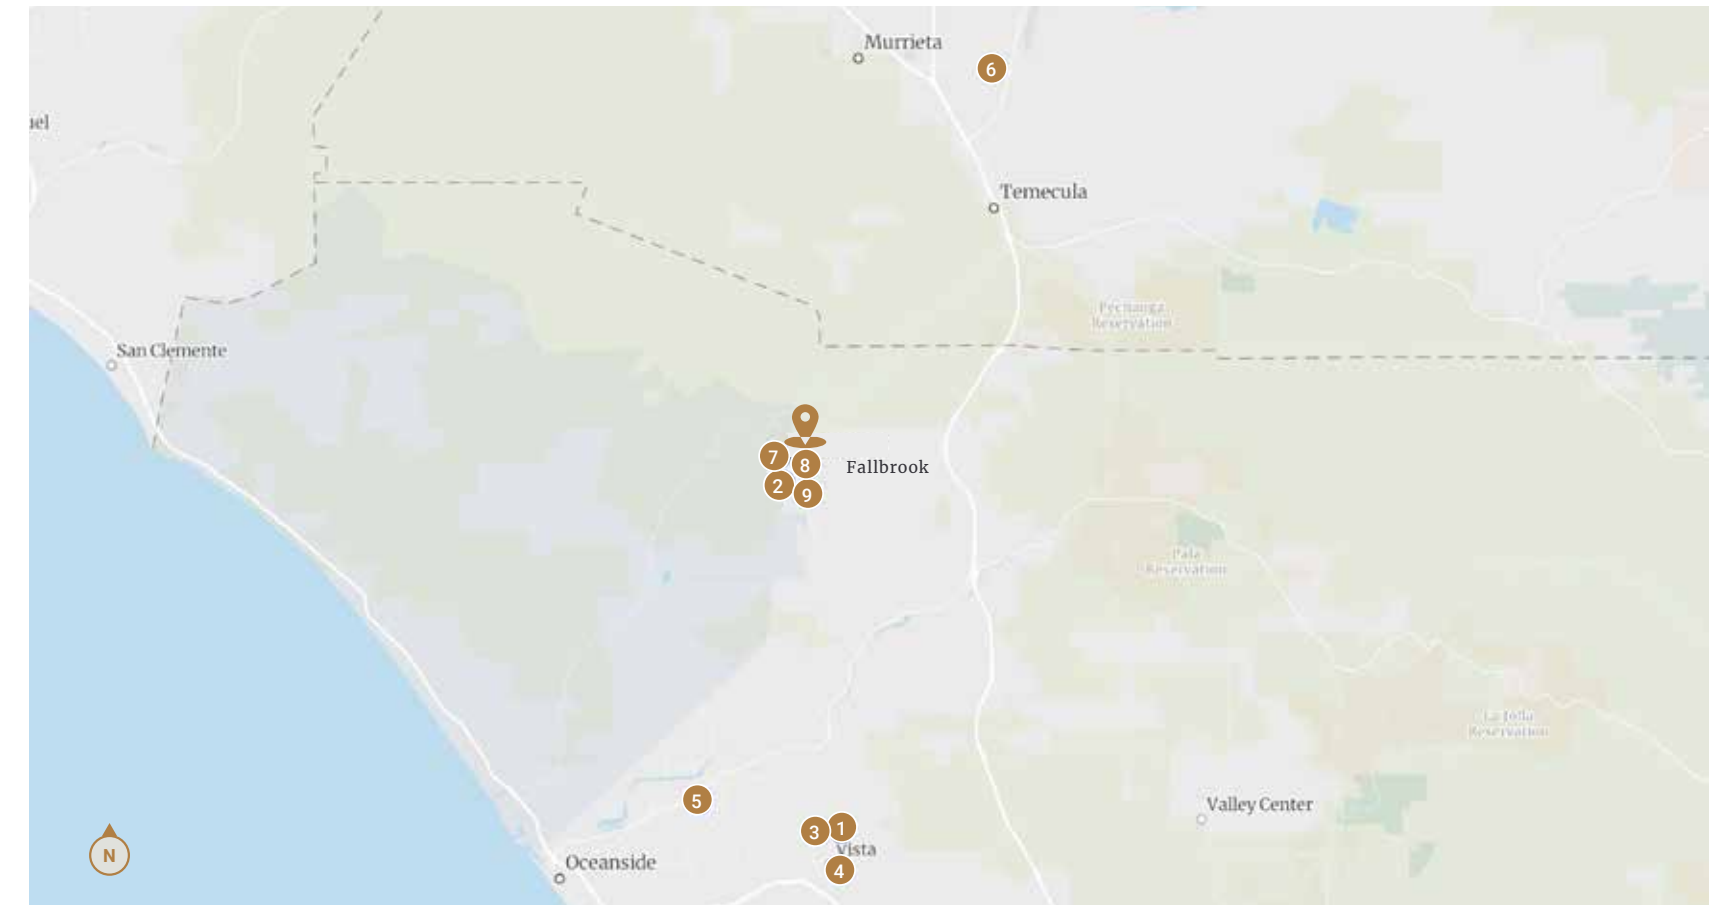 Murrieta
6
uel
Temecula
Pechanga
Reservation
San Clemente
7
8
Fallbrook
2
9
Pala
Reservation
La Jolla
Reservation
5
Valley Center
3
1
Vista
4
N
Oceanside